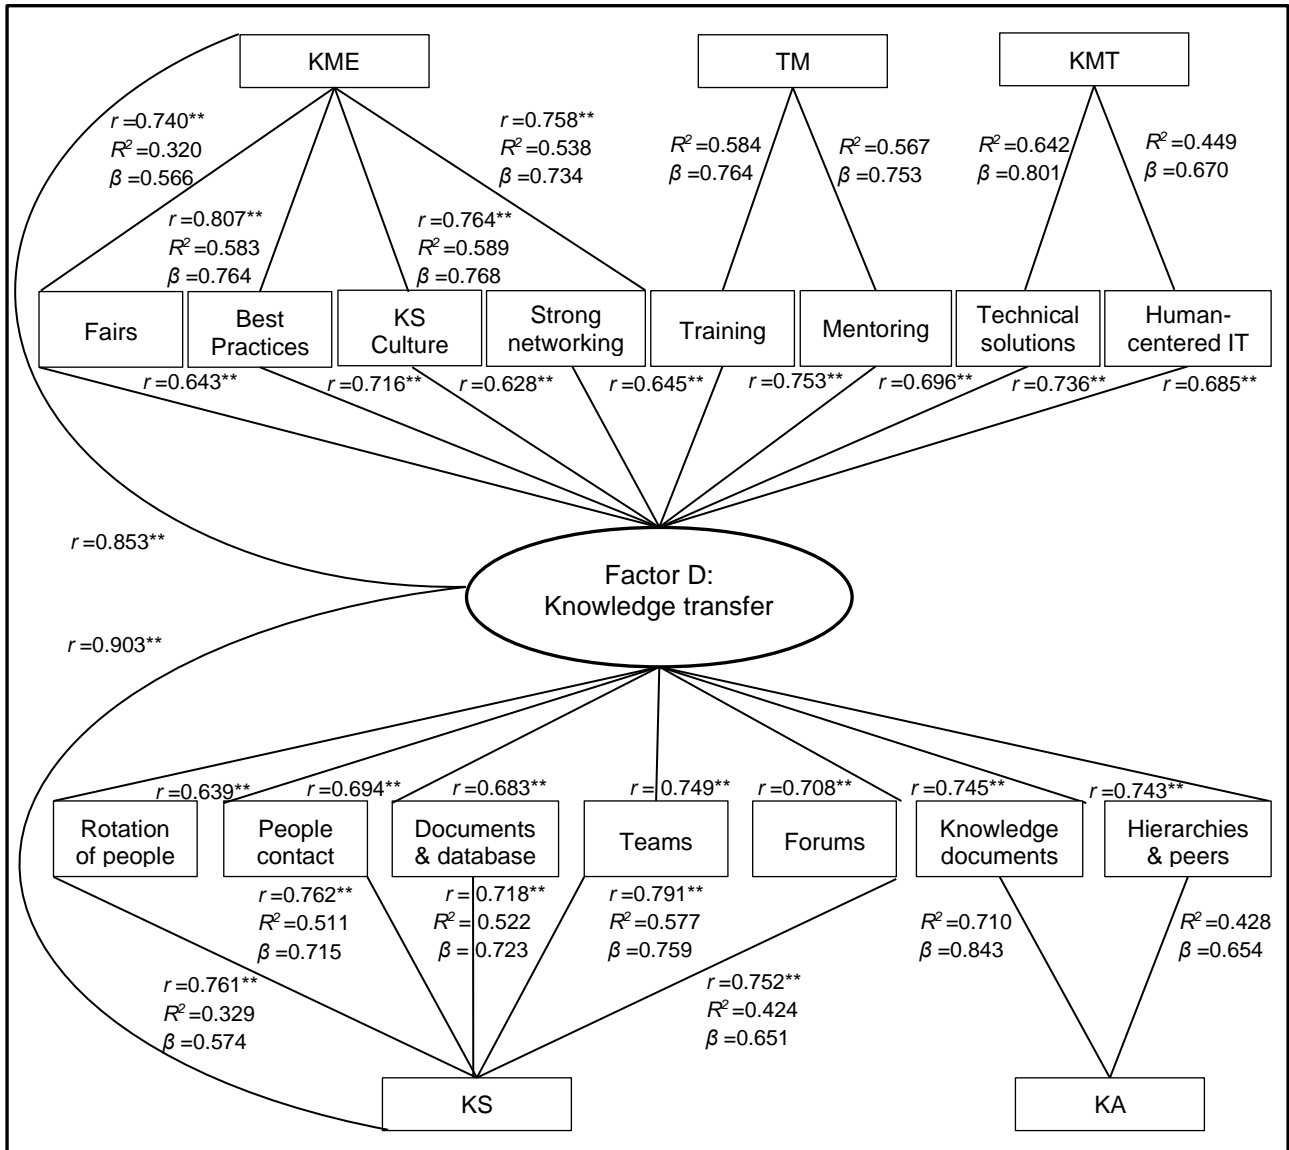 KME
TM
KMT
r=0.740**
R²=0.320
β=0.566
r=0.758**
R²=0.538
β=0.734
R²=0.584
β=0.764
R²=0.567
β=0.753
R²=0.642
β=0.801
R²=0.449
β=0.670
r=0.807**
R²=0.583
β=0.764
r=0.764**
R²=0.589
β=0.768
Fairs
Best
Practices
KS
Culture
Strong
networking
Training
Mentoring
Technical
solutions
Human-
centered IT
r=0.643**
r=0.716**
r=0.628**
r=0.645**
r=0.753**
r=0.696**
r=0.736**
r=0.685**
r=0.853**
Factor D:
Knowledge transfer
r=0.903**
r=0.639**
r=0.694**
r=0.683**
r=0.749**
r=0.708**
r=0.745**
r=0.743**
Rotation
of people
People
contact
Documents
& database
Teams
Forums
Knowledge
documents
Hierarchies
& peers
r=0.762**
R²=0.511
β=0.715
r=0.718**
R²=0.522
β=0.723
r=0.791**
R²=0.577
β=0.759
R²=0.710
β=0.843
R²=0.428
β=0.654
r=0.761**
R²=0.329
β=0.574
r=0.752**
R²=0.424
β=0.651
KS
KA